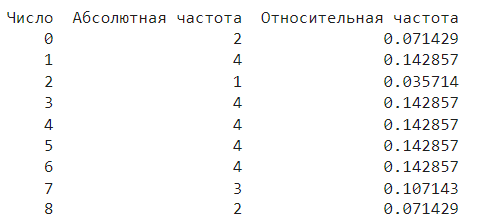 Число Абсолютная частота Относительная частота
0 2 0.071429
1 4 0.142857
2 1 0.035714
3 4 0.142857
4 4 0.142857
5 4 0.142857
6 4 0.142857
7 3 0.107143
8 2 0.071429